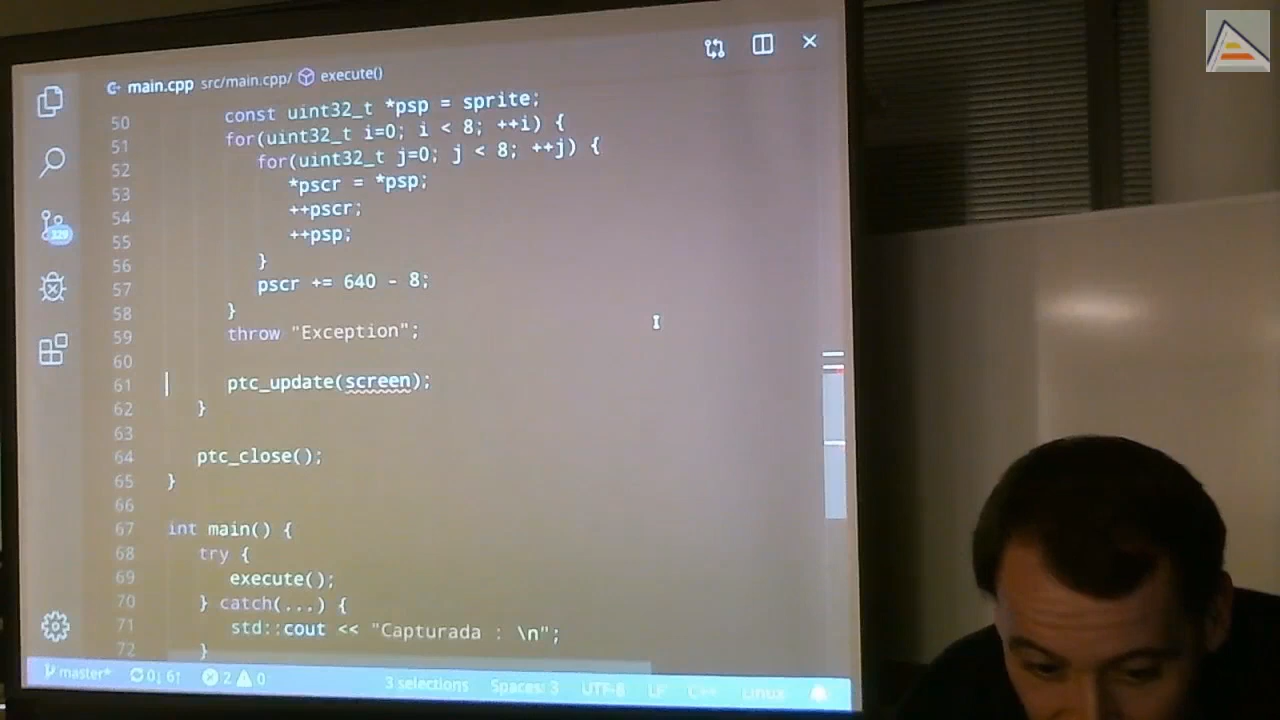 main.cpp src/main.cpp/ execute()
50 const uint32_t *psp = sprite;
51 for(uint32_t i=0; i < 8; ++i) {
52 for(uint32_t j=0; j < 8; ++j) {
53 *pscr = *psp;
54 ++pscr;
55 ++psp;
56 }
57 pscr += 640 - 8;
58 }
59 throw "Exception";
60
61 ptc_update(screen);
62 }
63
64 ptc_close();
65 }
66
67 int main() {
68 try {
69 execute();
70 } catch(...) {
71 std::cout << "Capturada : \n";
72 }
329
master* 0↓ 6↑ 2 0 3 selections Spaces: 3 UTF-8 LF C++ Linux